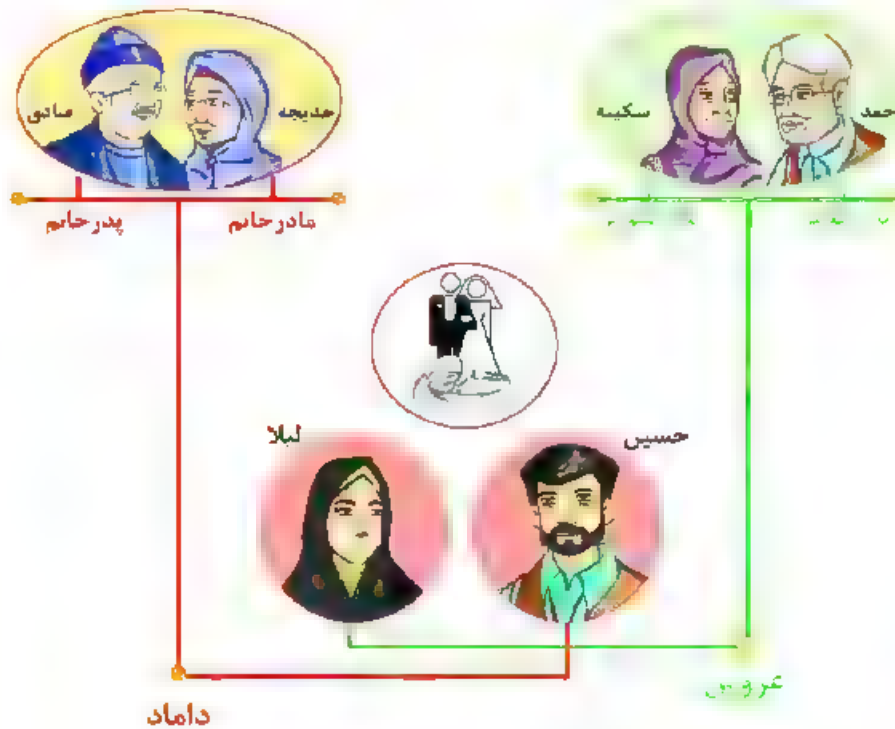 صادق
خدیجه
سکینه
پدرخانم
مادرخانم
لیلا
حسین
عروس
داماد